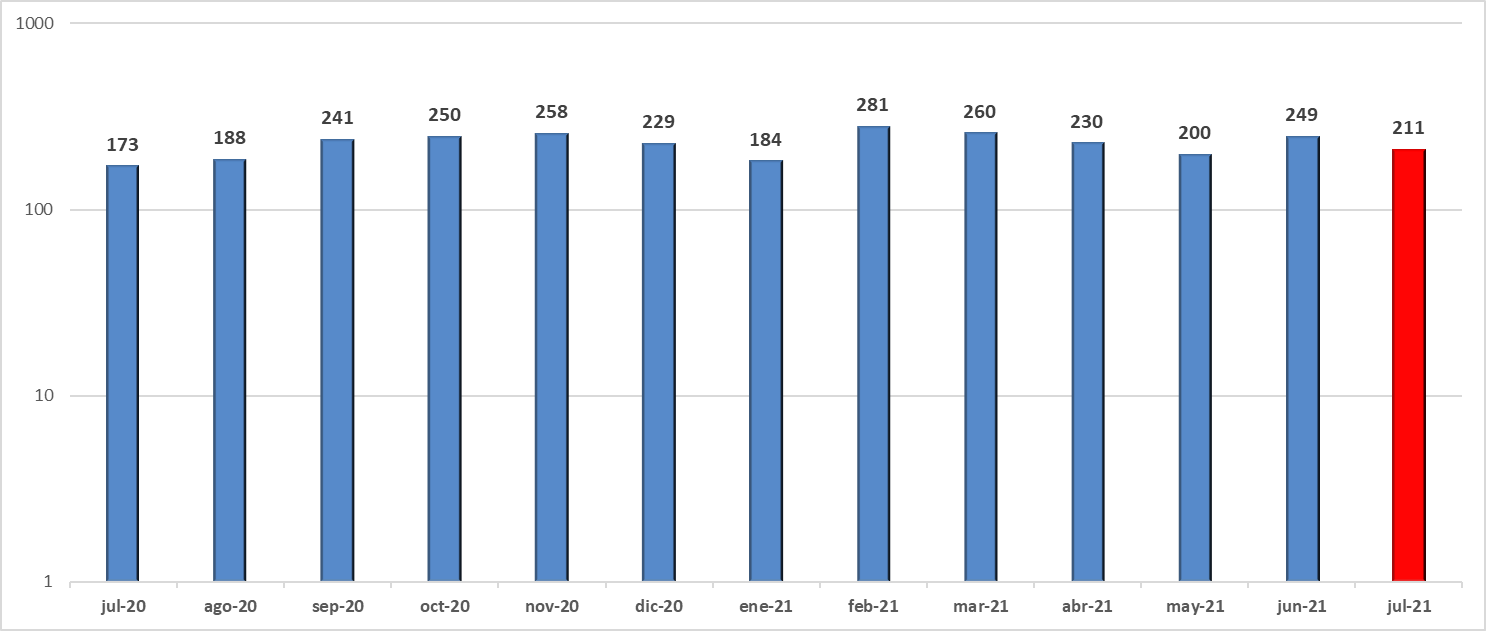 1000
100
10
1
173
188
241
250
258
229
184
281
260
230
200
249
211
jul-20
ago-20
sep-20
oct-20
nov-20
dic-20
ene-21
feb-21
mar-21
abr-21
may-21
jun-21
jul-21